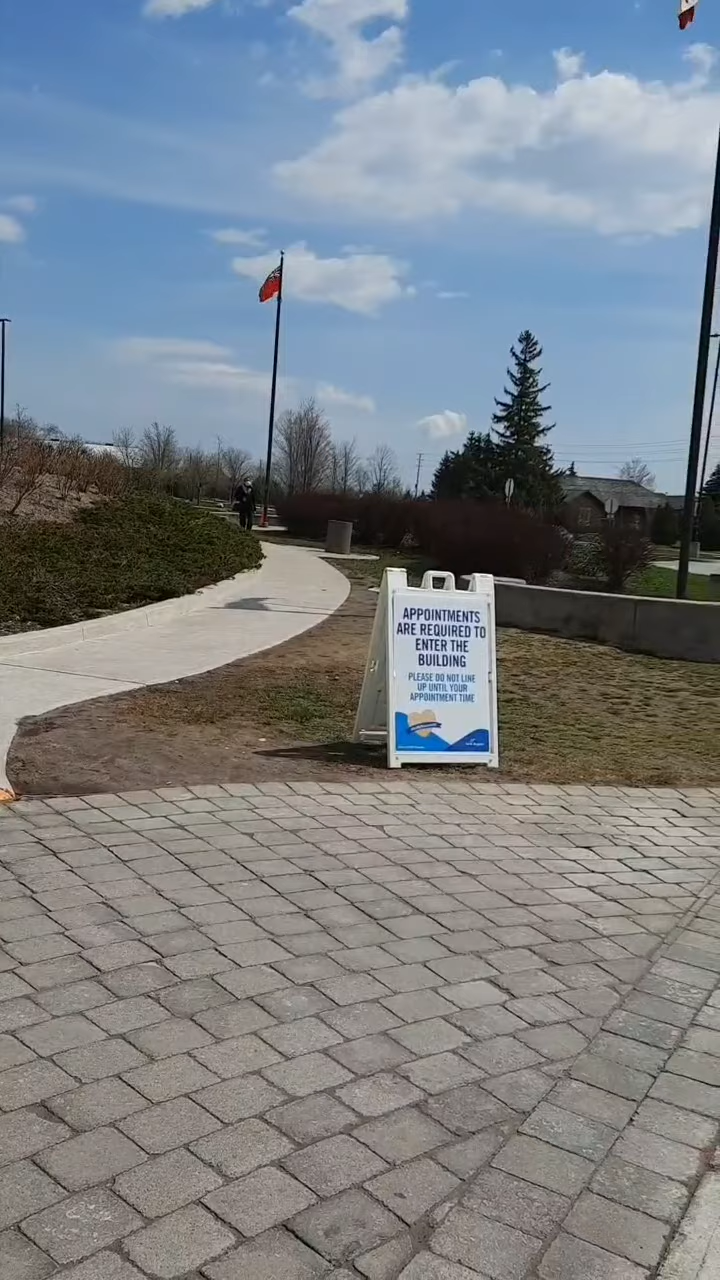 APPOINTMENTS
ARE REQUIRED TO
ENTER THE
BUILDING
PLEASE DO NOT LINE
UP UNTIL YOUR
APPOINTMENT TIME